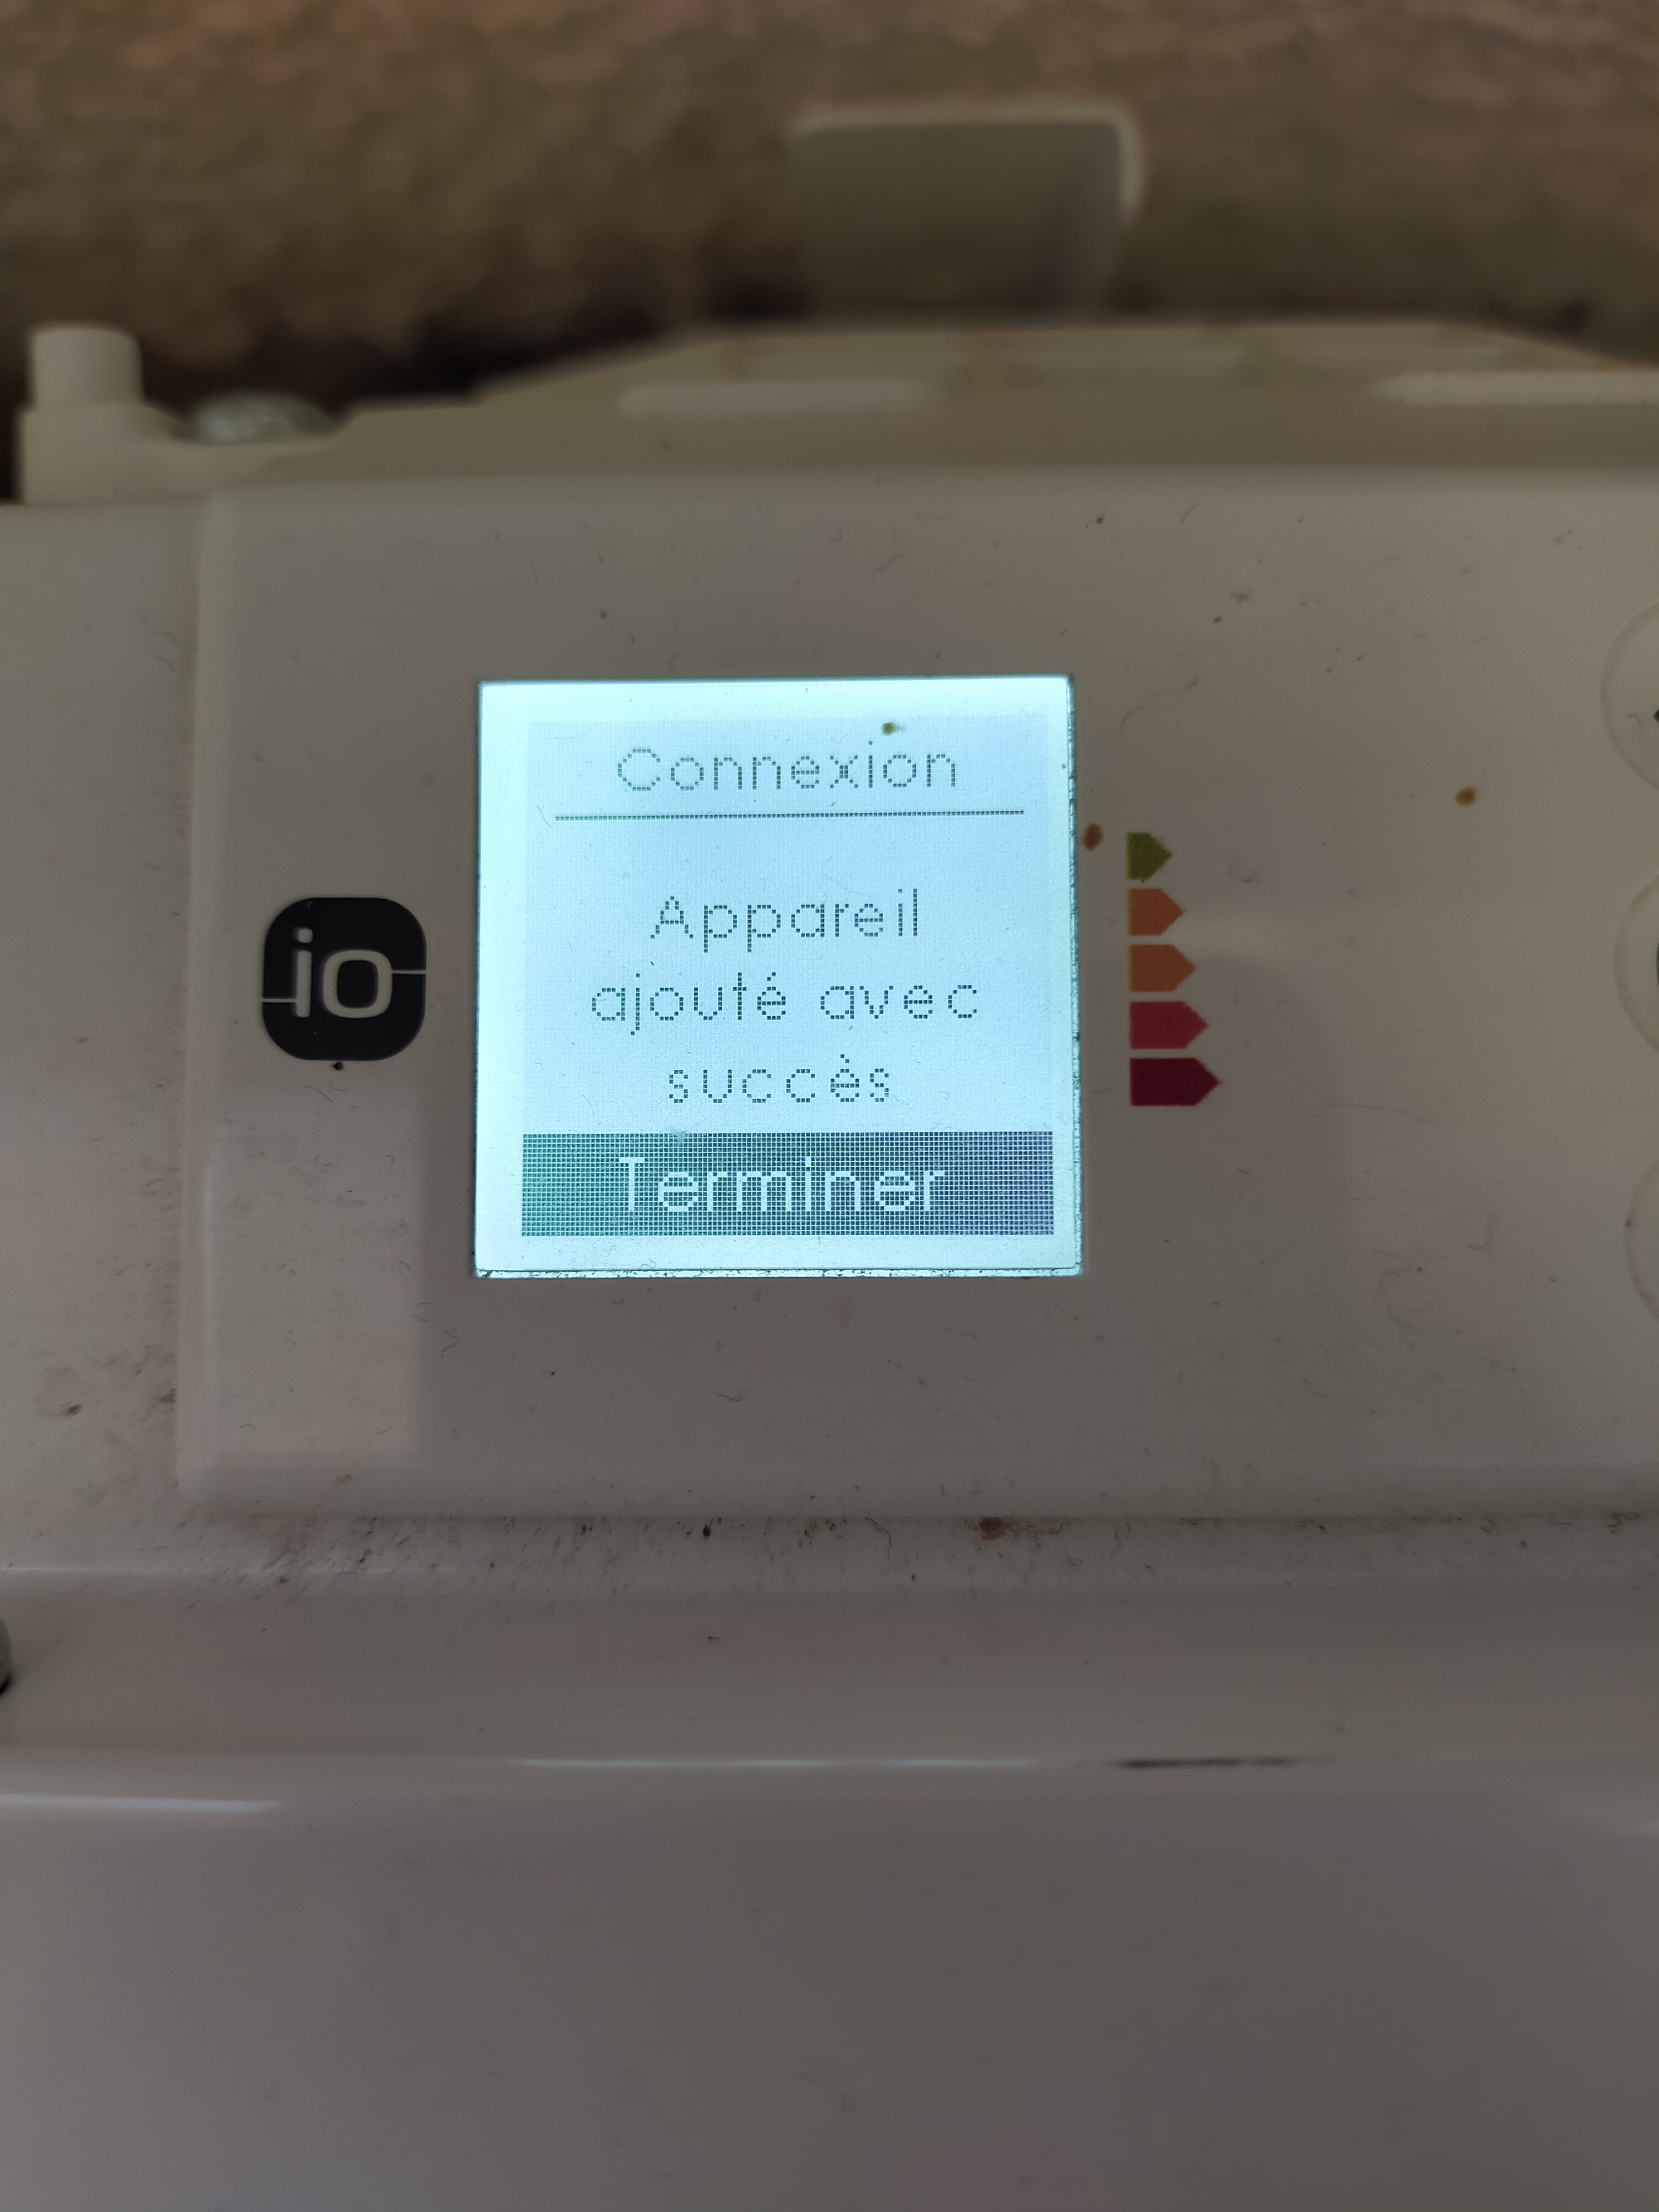 Connexion
io
Appareil
ajouté avec
succès
Terminer